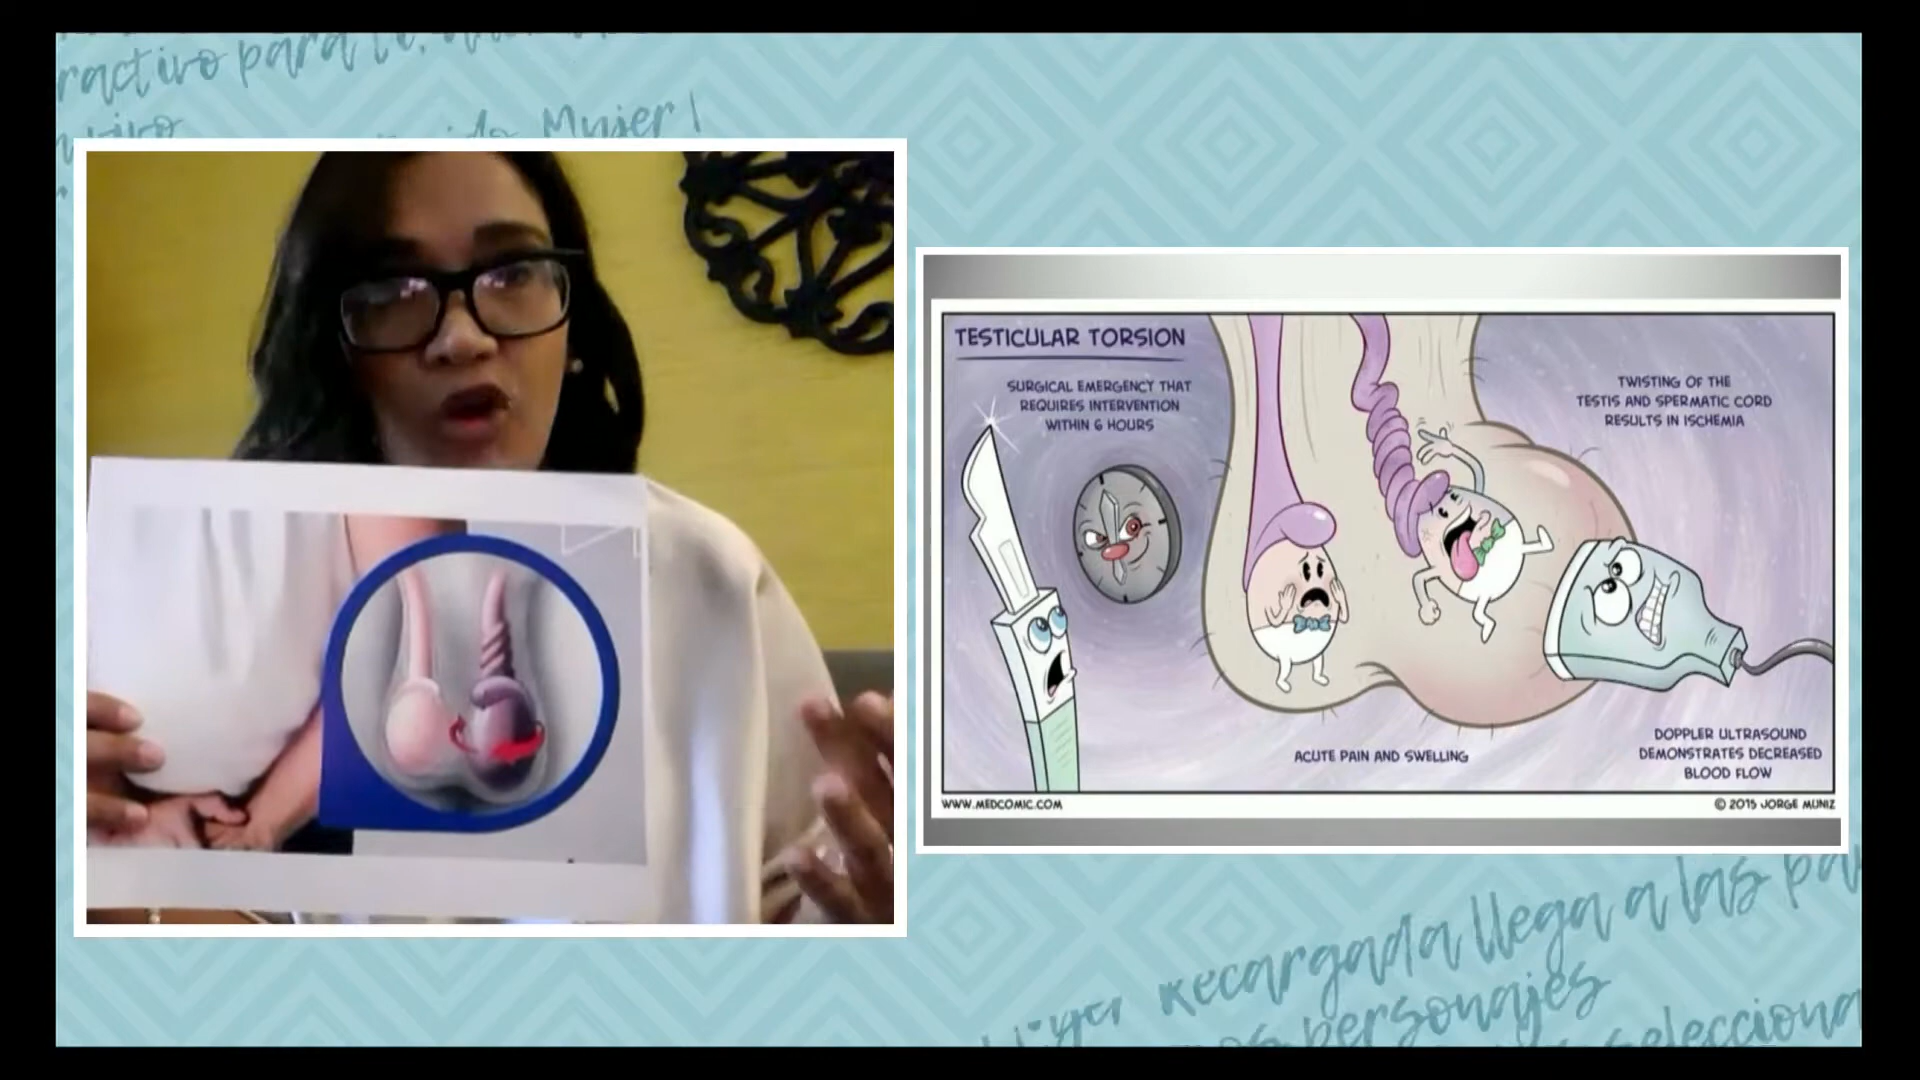 para
Mujer !
TESTICULAR TORSION
SURGICAL EMERGENCY THAT
REQUIRES INTERVENTION
WITHIN 6 HOURS
TWISTING OF THE
TESTIS AND SPERMATIC CORD
RESULTS IN ISCHEMIA
ACUTE PAIN AND SWELLING
DOPPLER ULTRASOUND
DEMONSTRATES DECREASED
BLOOD FLOW
WWW.MEDCOMIC.COM
© 2015 JORGE MUNIZ
Recargada llega a las
personajes